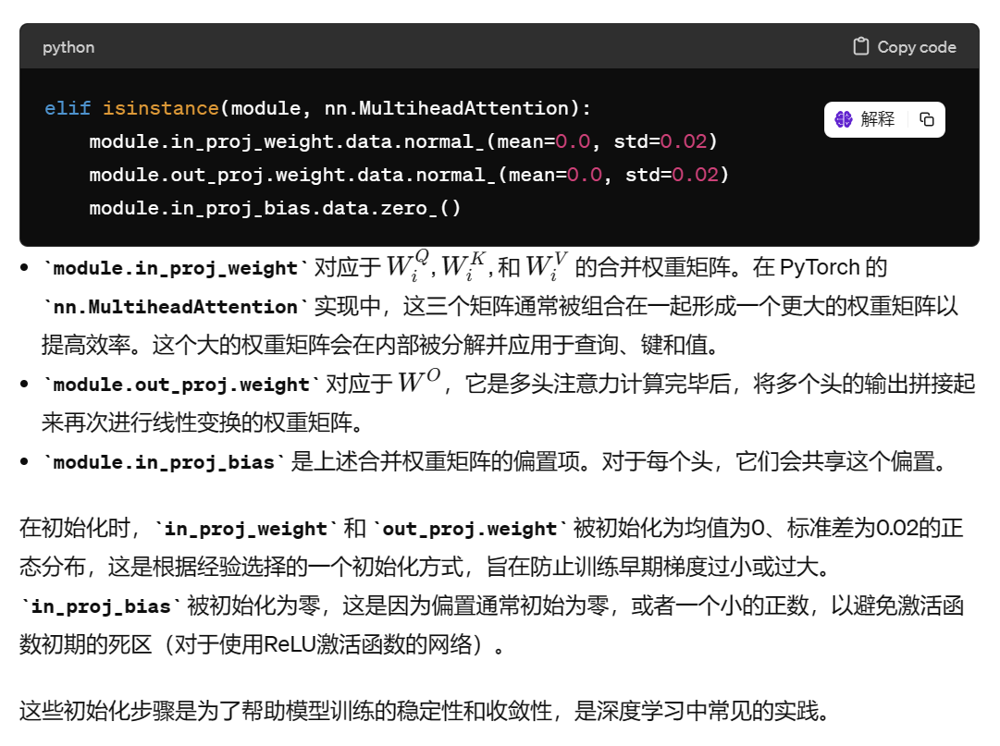 python
Copy code
elif isinstance(module, nn.MultiheadAttention):
解释
module.in_proj_weight.data.normal_(mean=0.0, std=0.02)
module.out_proj.weight.data.normal_(mean=0.0, std=0.02)
module.in_proj_bias.data.zero_()
• `module.in_proj_weight` 对应于 W_i^Q, W_i^K, 和 W_i^V 的合并权重矩阵。在 PyTorch 的
`nn.MultiheadAttention` 实现中，这三个矩阵通常被组合在一起形成一个更大的权重矩阵以
提高效率。这个大的权重矩阵会在内部被分解并应用于查询、键和值。
• `module.out_proj.weight` 对应于 W^O，它是多头注意力计算完毕后，将多个头的输出拼接起
来再次进行线性变换的权重矩阵。
• `module.in_proj_bias` 是上述合并权重矩阵的偏置项。对于每个头，它们会共享这个偏置。
在初始化时，`in_proj_weight` 和 `out_proj.weight` 被初始化为均值为0、标准差为0.02的正
态分布，这是根据经验选择的一个初始化方式，旨在防止训练早期梯度过小或过大。
`in_proj_bias` 被初始化为零，这是因为偏置通常初始为零，或者一个小的正数，以避免激活函
数初期的死区（对于使用ReLU激活函数的网络）。
这些初始化步骤是为了帮助模型训练的稳定性和收敛性，是深度学习中常见的实践。